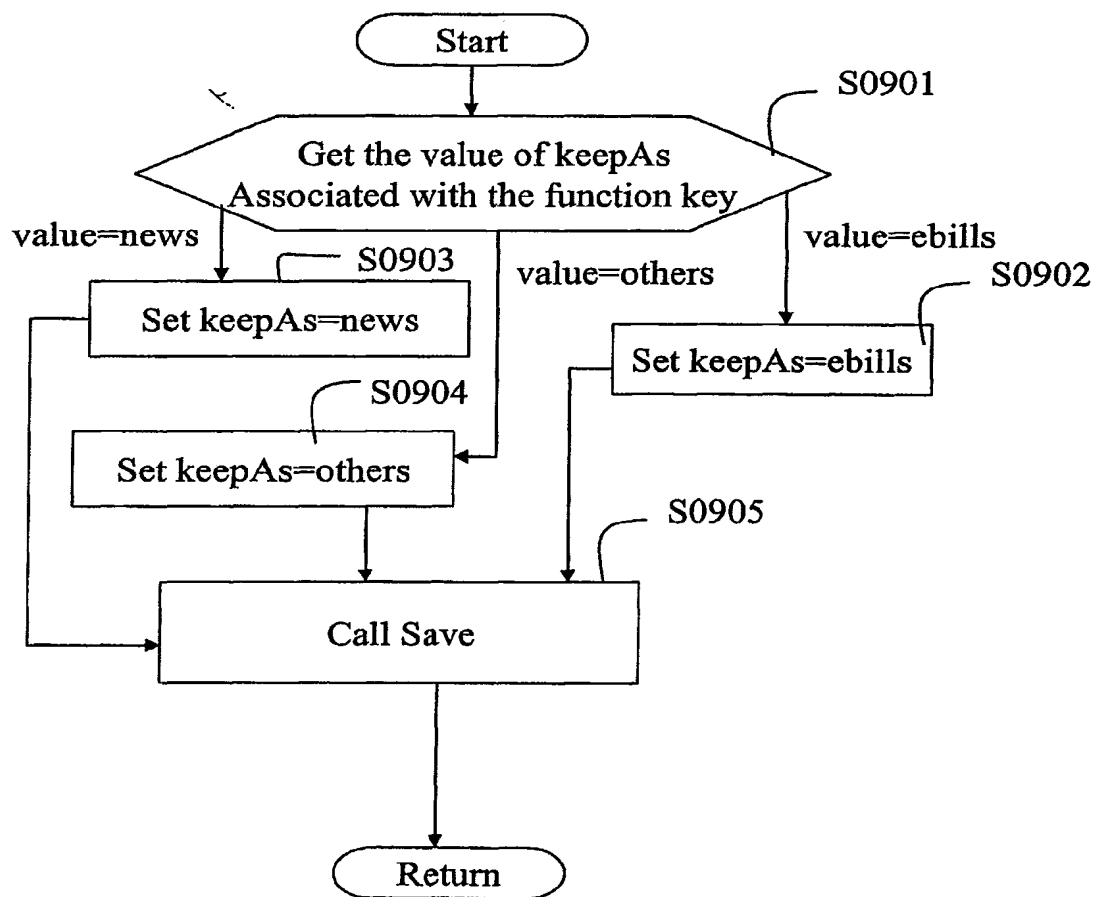 Start
S0901
Get the value of keepAs
Associated with the function key
value=news
value=others
value=ebills
S0903
S0902
Set keepAs=news
Set keepAs=ebills
S0904
Set keepAs=others
S0905
Call Save
Return